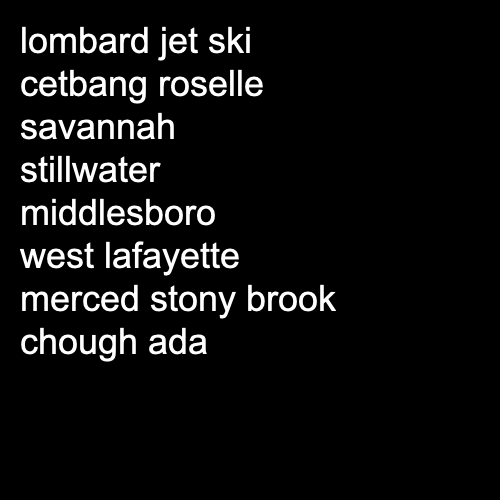 lombard jet ski
cetbang roselle
savannah
stillwater
middlesboro
west lafayette
merced stony brook
chough ada